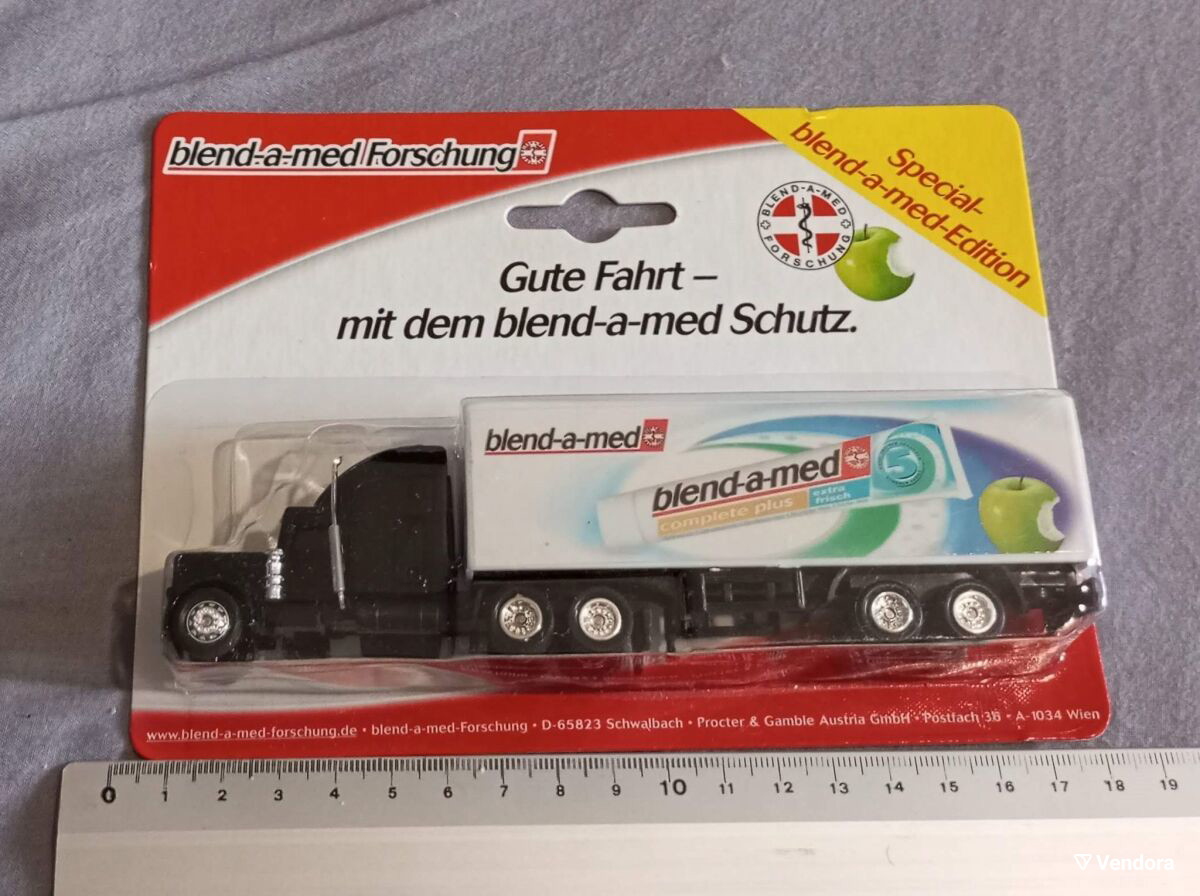 blend-a-med Forschung
Special-
blend-a-med-Edition
BLEND-A-MED
FORSCHUNG
Gute Fahrt –
mit dem blend-a-med Schutz.
blend-a-med
blend-a-med
complete plus
extra
frisch
5
www.blend-a-med-forschung.de • blend-a-med-Forschung • D-65823 Schwalbach • Procter & Gamble Austria GmbH • Postfach 36 • A-1034 Wien
0 1 2 3 4 5 6 7 8 9 10 11 12 13 14 15 16 17 18 19
Vendora